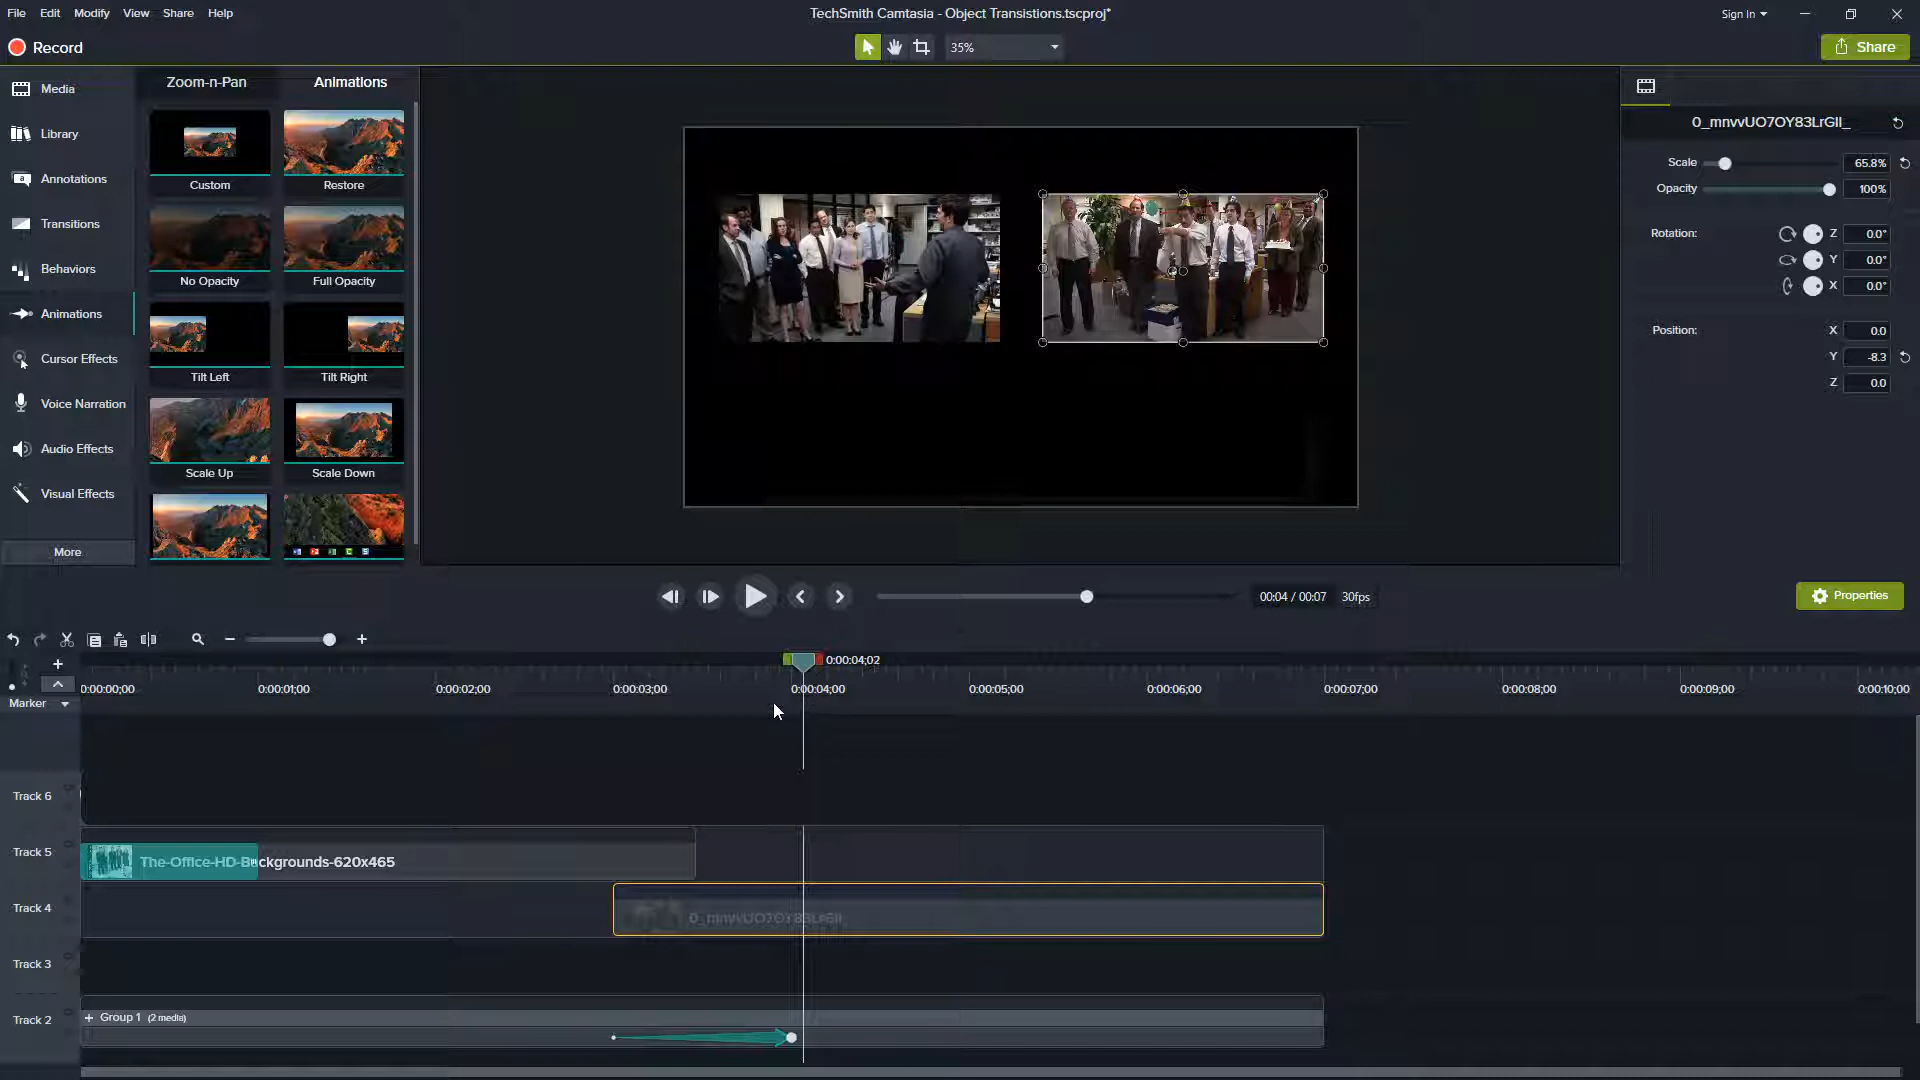 File Edit Modify View Share Help
TechSmith Camtasia - Object Transistions.tscproj*
Sign In
Record
35%
Share
Media
Library
Annotations
Transitions
Behaviors
Animations
Cursor Effects
Voice Narration
Audio Effects
Visual Effects
More
Zoom-n-Pan Animations
Custom Restore
No Opacity Full Opacity
Tilt Left Tilt Right
Scale Up Scale Down
0_mnvvUO7OY83LrGIl_
Scale 65.8%
Opacity 100%
Rotation: Z 0.0°
Y 0.0°
X 0.0°
Position: X 0.0
Y -8.3
Z 0.0
00:04 / 00:07 30fps
Properties
0:00:04;02
0:00:00;00 0:00:01;00 0:00:02;00 0:00:03;00 0:00:04;00 0:00:05;00 0:00:06;00 0:00:07;00 0:00:08;00 0:00:09;00 0:00:10;00
Marker
Track 6
Track 5 The-Office-HD-Backgrounds-620x465
Track 4 0_mnvvUO7OY83LrGIl
Track 3
Track 2 + Group 1 (2 media)